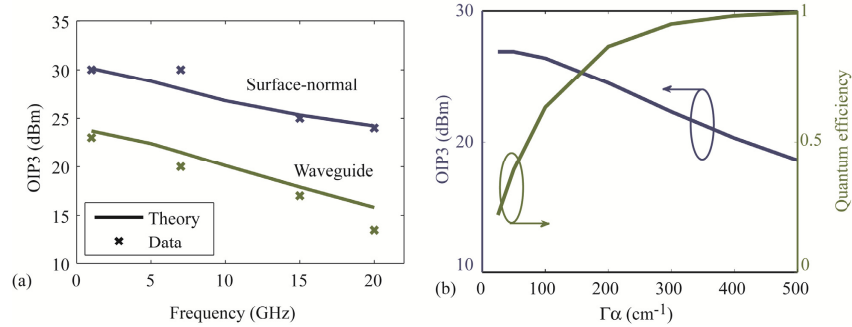 35
30
25
20
15
10
OIP3 (dBm)
Surface-normal
Waveguide
Theory
Data
0
5
10
15
20
Frequency (GHz)
(a)
30
20
10
OIP3 (dBm)
1
0.5
0
Quantum efficiency
0
100
200
300
400
500
Γα (cm⁻¹)
(b)